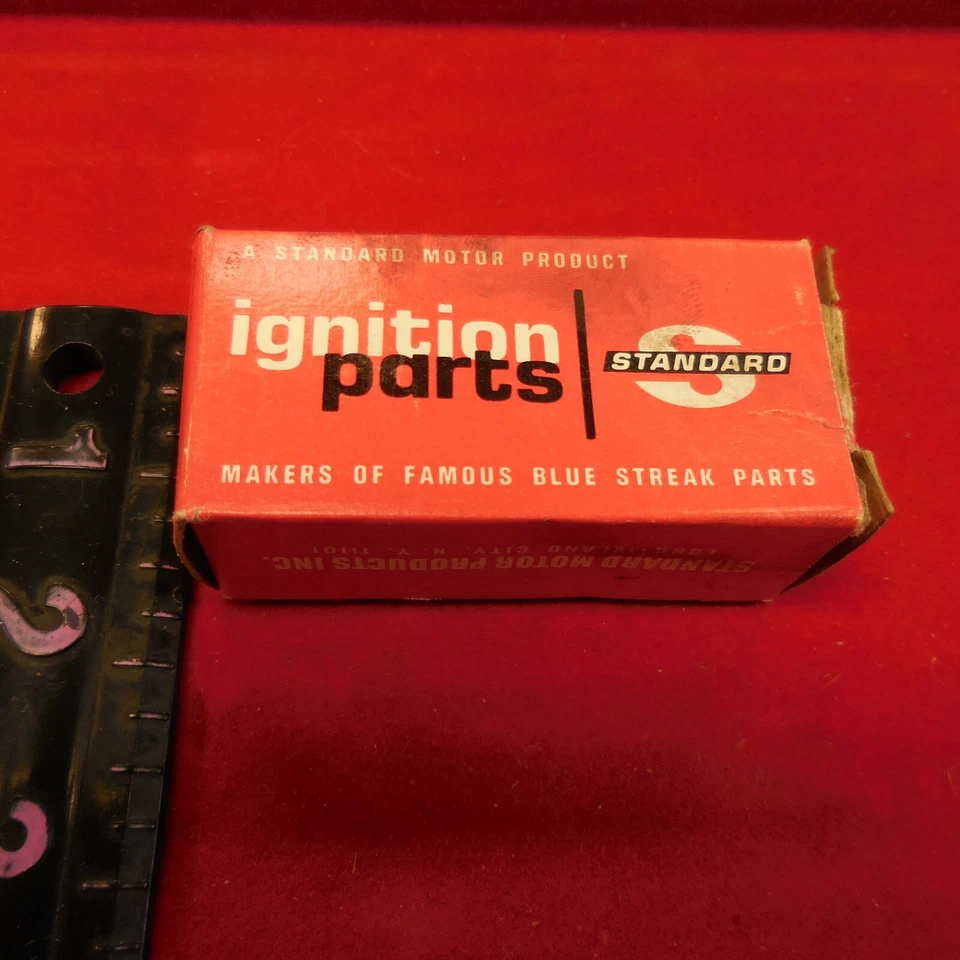 A STANDARD MOTOR PRODUCT
ignition
parts
STANDARD
MAKERS OF FAMOUS BLUE STREAK PARTS
STANDARD MOTOR PRODUCTS INC.
LONG ISLAND CITY, N. Y. 11101
1
2
3